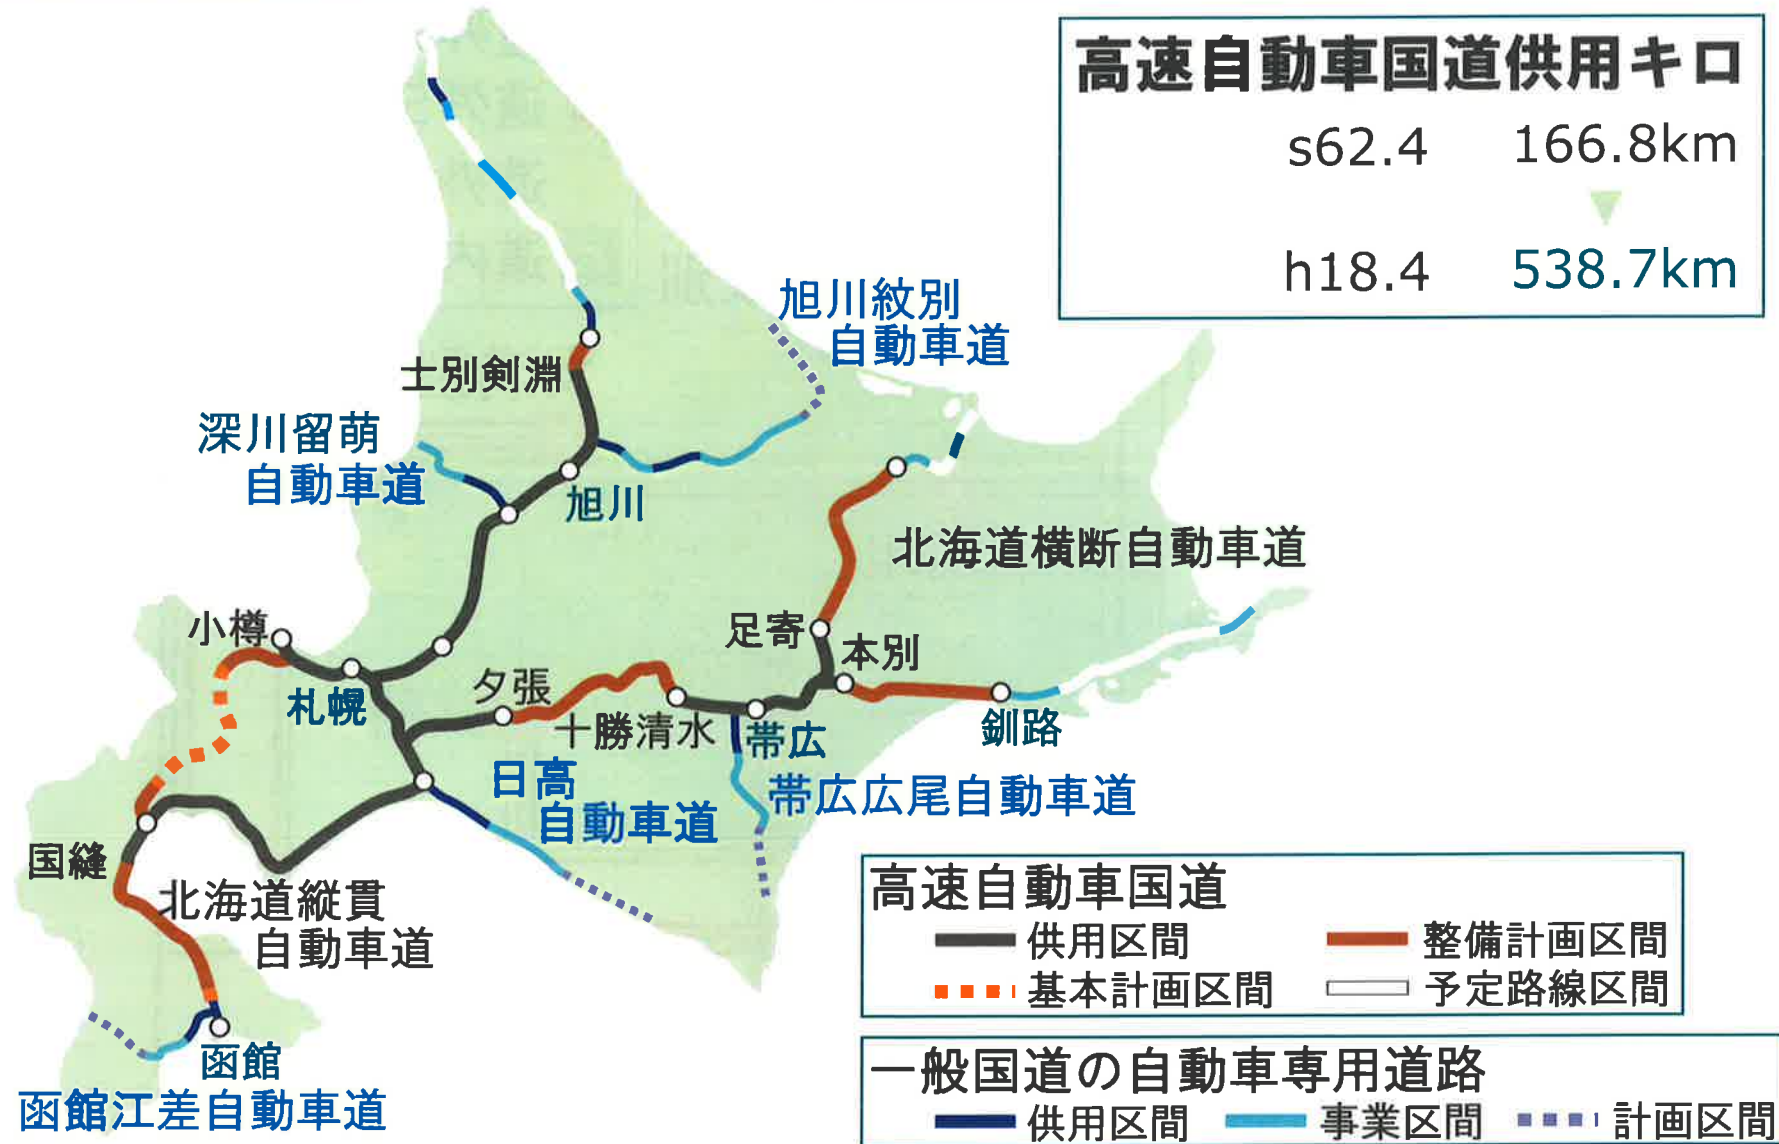 高速自動車国道供用キロ
s62.4 166.8km
h18.4 538.7km
旭川紋別
自動車道
士別剣淵
深川留萌
自動車道
旭川
北海道横断自動車道
小樽
足寄
本別
札幌
夕張
十勝清水
帯広
釧路
日高
自動車道
帯広広尾自動車道
国縫
北海道縦貫
自動車道
函館
函館江差自動車道
高速自動車国道
供用区間 整備計画区間
基本計画区間 予定路線区間
一般国道の自動車専用道路
供用区間 事業区間 計画区間